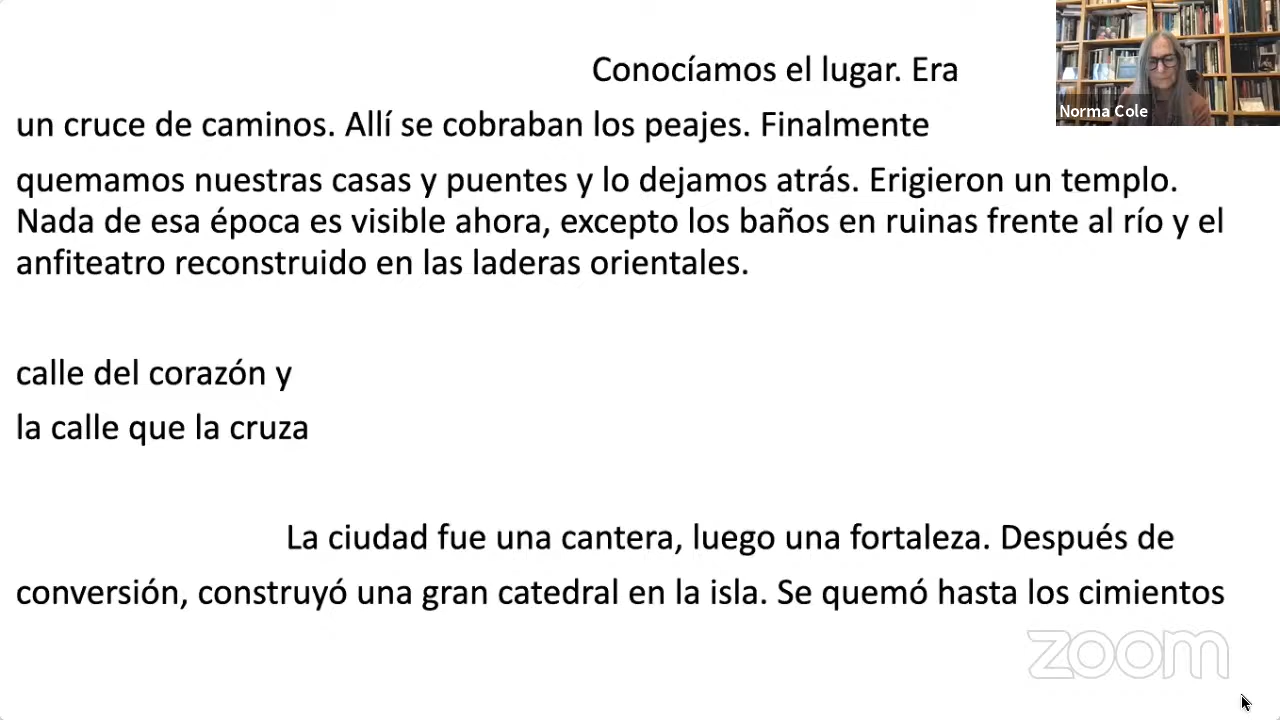 Conocíamos el lugar. Era
Norma Cole
un cruce de caminos. Allí se cobraban los peajes. Finalmente
quemamos nuestras casas y puentes y lo dejamos atrás. Erigieron un templo.
Nada de esa época es visible ahora, excepto los baños en ruinas frente al río y el
anfiteatro reconstruido en las laderas orientales.
calle del corazón y
la calle que la cruza
La ciudad fue una cantera, luego una fortaleza. Después de
conversión, construyó una gran catedral en la isla. Se quemó hasta los cimientos
zoom